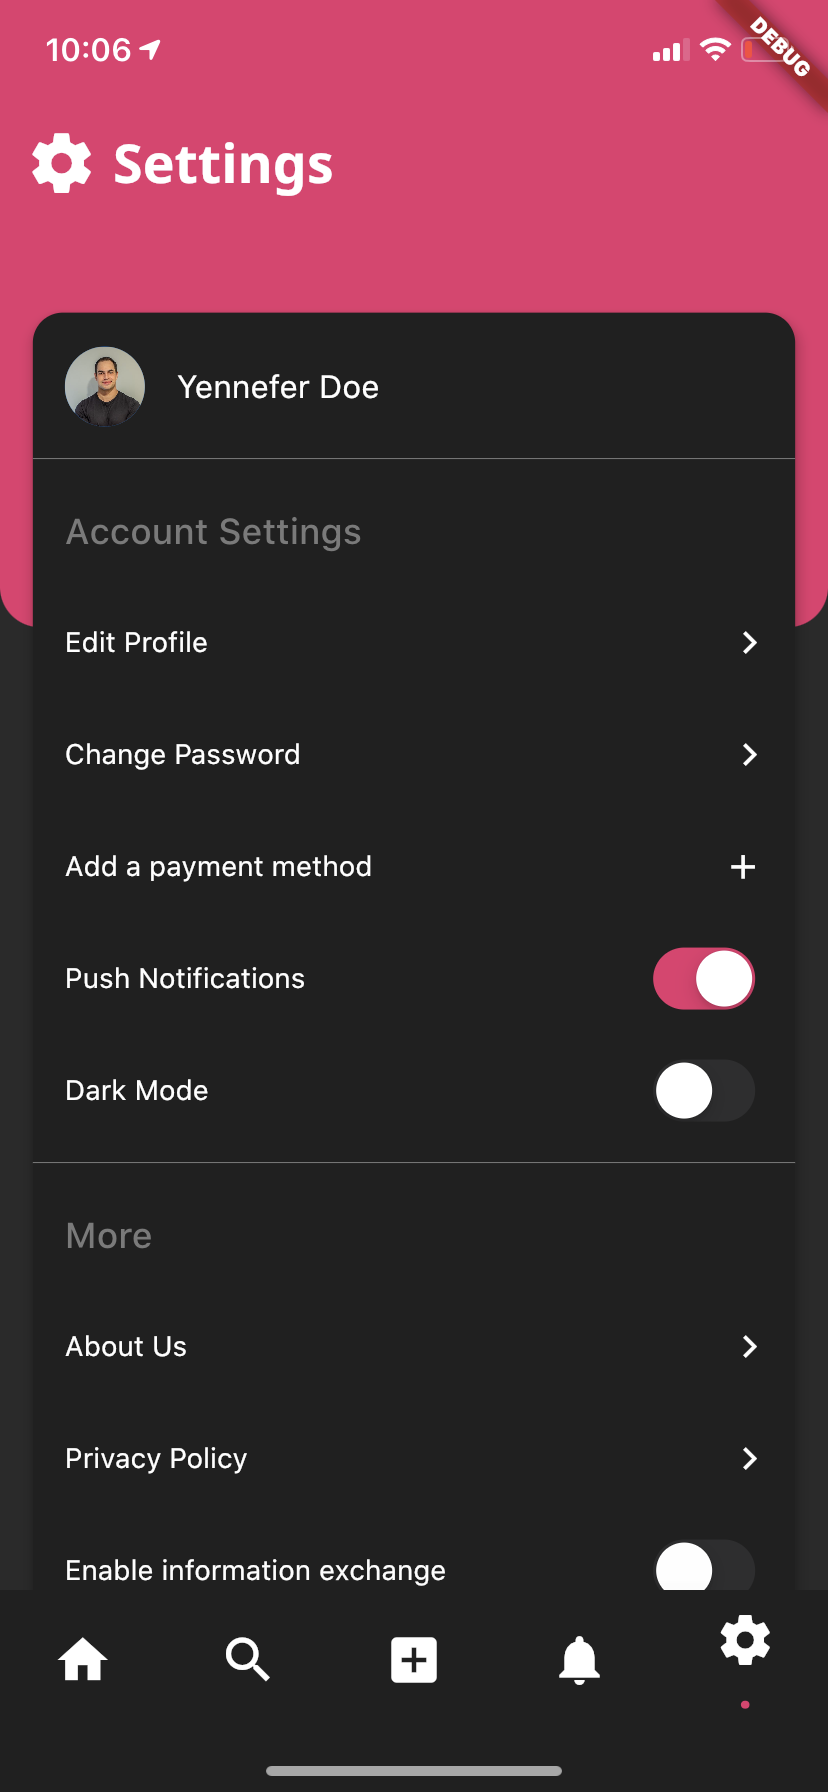 10:06
DEBUG
Settings
Yennefer Doe
Account Settings
Edit Profile
Change Password
Add a payment method
Push Notifications
Dark Mode
More
About Us
Privacy Policy
Enable information exchange